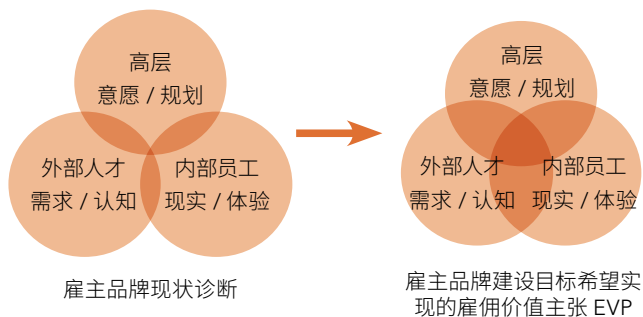 高层
意愿 / 规划
外部人才
需求 / 认知
内部员工
现实 / 体验
雇主品牌现状诊断
高层
意愿 / 规划
外部人才
需求 / 认知
内部员工
现实 / 体验
雇主品牌建设目标希望实
现的雇佣价值主张 EVP